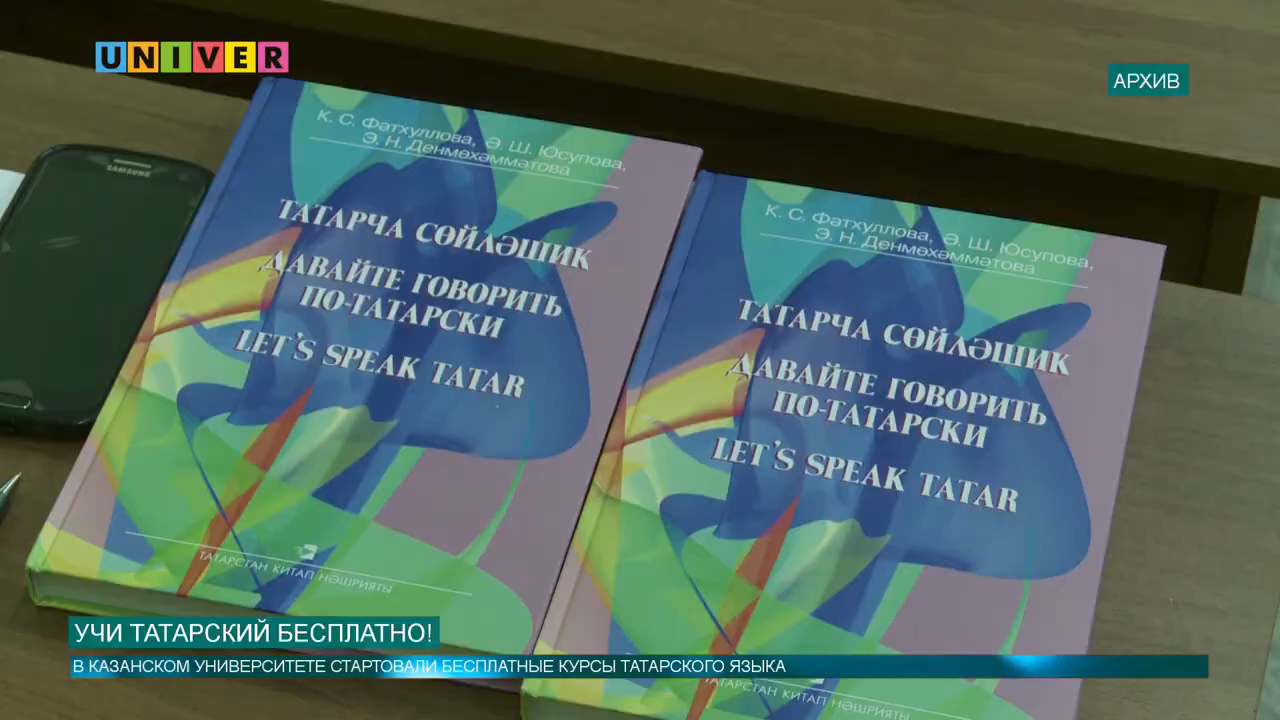 UNIVER
АРХИВ
SAMSUNG
К. С. Фәтхуллова, Ә. Ш. Юсупова,
Э. Н. Денмөхәммәтова
ТАТАРЧА СӨЙЛӘШИК
ДАВАЙТЕ ГОВОРИТЬ
ПО-ТАТАРСКИ
LET'S SPEAK TATAR
ТАТАРСТАН КИТАП НӘШРИЯТЫ
К. С. Фәтхуллова, Ә. Ш. Юсупова,
Э. Н. Денмөхәммәтова
ТАТАРЧА СӨЙЛӘШИК
ДАВАЙТЕ ГОВОРИТЬ
ПО-ТАТАРСКИ
LET'S SPEAK TATAR
ТАТАРСТАН КИТАП НӘШРИЯТЫ
УЧИ ТАТАРСКИЙ БЕСПЛАТНО!
В КАЗАНСКОМ УНИВЕРСИТЕТЕ СТАРТОВАЛИ БЕСПЛАТНЫЕ КУРСЫ ТАТАРСКОГО ЯЗЫКА